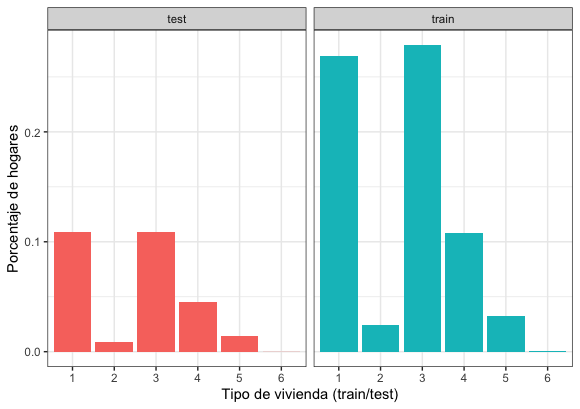 test train
Porcentaje de hogares
0.2
0.1
0.0
1 2 3 4 5 6 1 2 3 4 5 6
Tipo de vivienda (train/test)